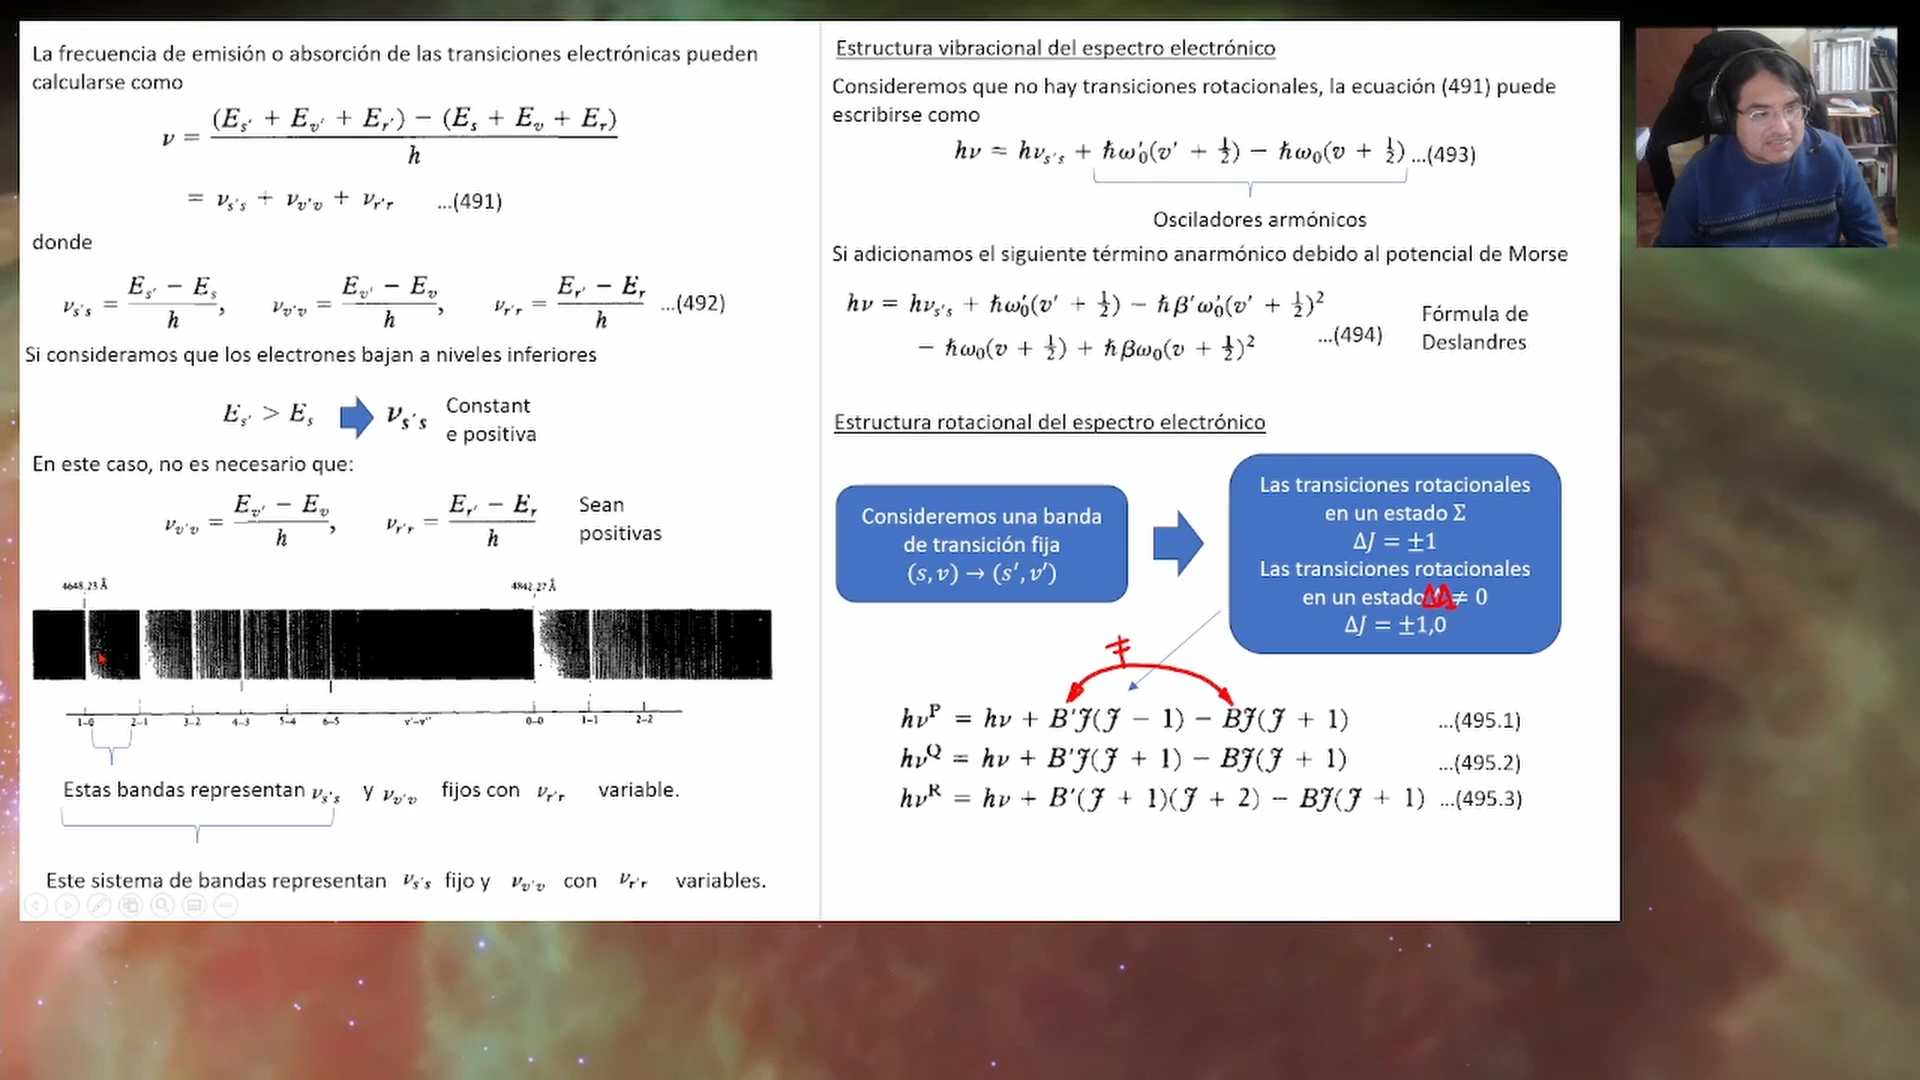 La frecuencia de emisión o absorción de las transiciones electrónicas pueden
calcularse como
ν = (E_s' + E_v' + E_r') − (E_s + E_v + E_r) / h
= ν_s's + ν_v'v + ν_r'r ...(491)
donde
ν_s's = E_s' − E_s / h, ν_v'v = E_v' − E_v / h, ν_r'r = E_r' − E_r / h ...(492)
Si consideramos que los electrones bajan a niveles inferiores
E_s' > E_s ν_s's Constant
e positiva
En este caso, no es necesario que:
ν_v'v = E_v' − E_v / h, ν_r'r = E_r' − E_r / h Sean
positivas
4648.23 Å 4842.27 Å
1–0 2–1 3–2 4–3 5–4 6–5 v'–v'' 0–0 1–1 2–2
Estas bandas representan ν_s's y ν_v'v fijos con ν_r'r variable.
Este sistema de bandas representan ν_s's fijo y ν_v'v con ν_r'r variables.
Estructura vibracional del espectro electrónico
Consideremos que no hay transiciones rotacionales, la ecuación (491) puede
escribirse como
hν = hν_s's + ħω₀'(v' + ½) − ħω₀(v + ½) ...(493)
Osciladores armónicos
Si adicionamos el siguiente término anarmónico debido al potencial de Morse
hν = hν_s's + ħω₀'(v' + ½) − ħβ'ω₀'(v' + ½)²
− ħω₀(v + ½) + ħβω₀(v + ½)² ...(494)
Fórmula de
Deslandres
Estructura rotacional del espectro electrónico
Consideremos una banda
de transición fija
(s, v) → (s', v')
Las transiciones rotacionales
en un estado Σ
ΔJ = ±1
Las transiciones rotacionales
en un estado ΔΛ ≠ 0
ΔJ = ±1,0
≠
hν^P = hν + B'J(J − 1) − BJ(J + 1) ...(495.1)
hν^Q = hν + B'J(J + 1) − BJ(J + 1) ...(495.2)
hν^R = hν + B'(J + 1)(J + 2) − BJ(J + 1) ...(495.3)